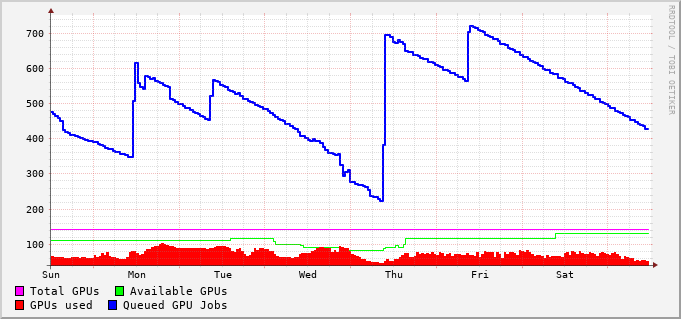 700
600
500
400
300
200
100
Sun Mon Tue Wed Thu Fri Sat
Total GPUs Available GPUs
GPUs used Queued GPU Jobs
RRDTOOL / TOBI OETIKER